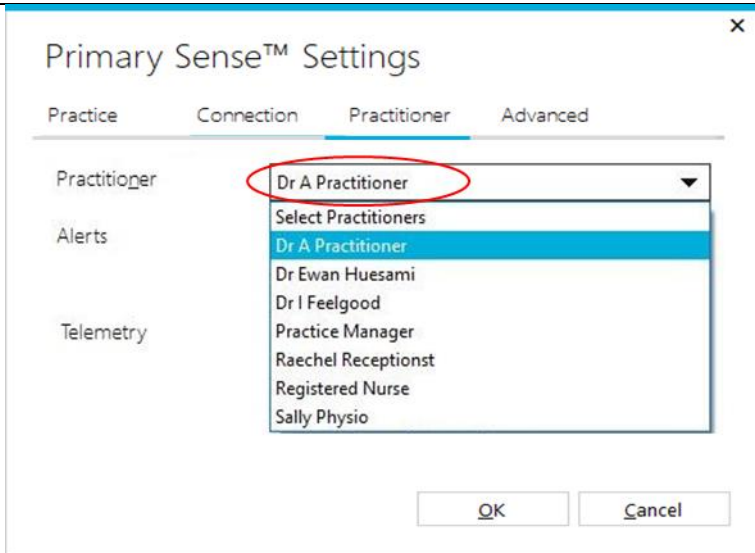 ×
Primary Sense™ Settings
Practice Connection Practitioner Advanced
Practitioner Dr A Practitioner
Select Practitioners
Alerts Dr A Practitioner
Dr Ewan Huesami
Dr I Feelgood
Telemetry Practice Manager
Raechel Receptionst
Registered Nurse
Sally Physio
OK Cancel